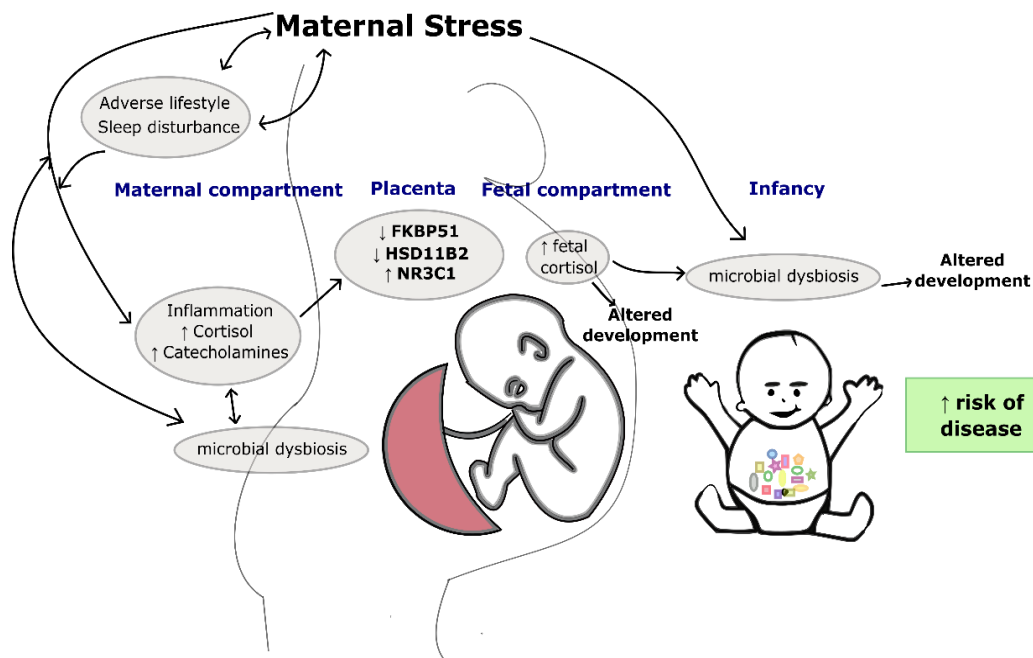 Maternal Stress
Adverse lifestyle
Sleep disturbance
Maternal compartment
Placenta
Fetal compartment
Infancy
↓ FKBP51
↓ HSD11B2
↑ NR3C1
↑ fetal
cortisol
microbial dysbiosis
Altered
development
Inflammation
↑ Cortisol
↑ Catecholamines
Altered
development
microbial dysbiosis
↑ risk of
disease